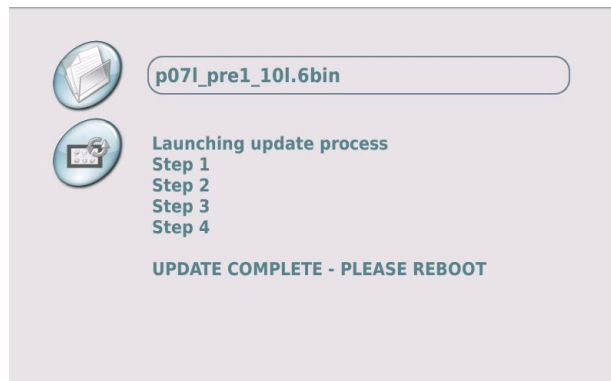 p07l_pre1_10l.6bin
Launching update process
Step 1
Step 2
Step 3
Step 4
UPDATE COMPLETE - PLEASE REBOOT